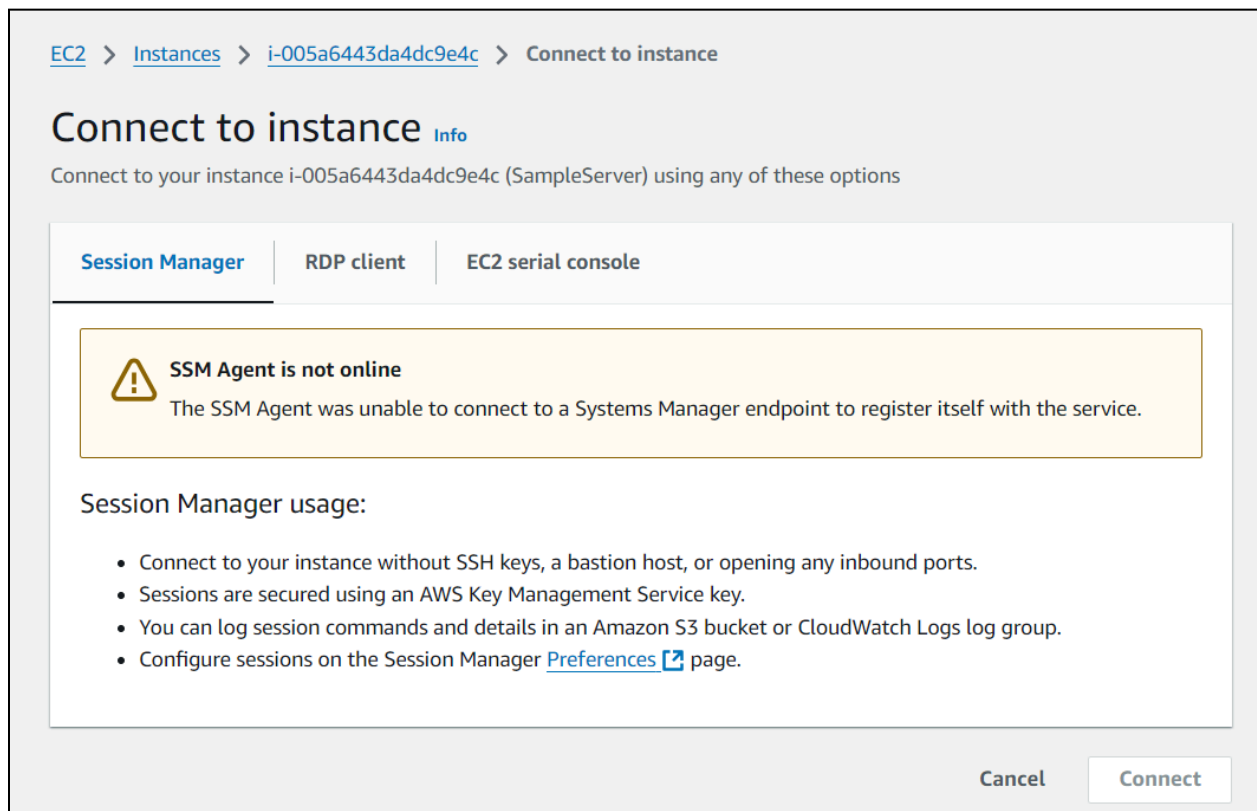 EC2 > Instances > i-005a6443da4dc9e4c > Connect to instance
Connect to instance Info
Connect to your instance i-005a6443da4dc9e4c (SampleServer) using any of these options
Session Manager RDP client EC2 serial console
SSM Agent is not online
The SSM Agent was unable to connect to a Systems Manager endpoint to register itself with the service.
Session Manager usage:
• Connect to your instance without SSH keys, a bastion host, or opening any inbound ports.
• Sessions are secured using an AWS Key Management Service key.
• You can log session commands and details in an Amazon S3 bucket or CloudWatch Logs log group.
• Configure sessions on the Session Manager Preferences page.
Cancel Connect